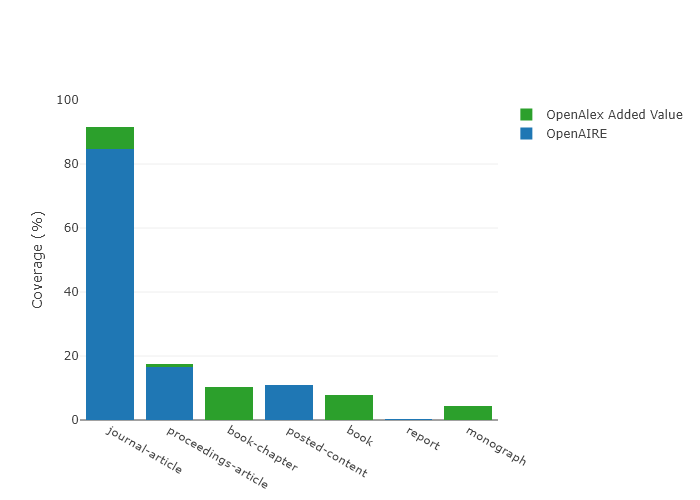 100
80
60
40
20
0
Coverage (%)
OpenAlex Added Value
OpenAIRE
journal-article
proceedings-article
book-chapter
posted-content
book
report
monograph